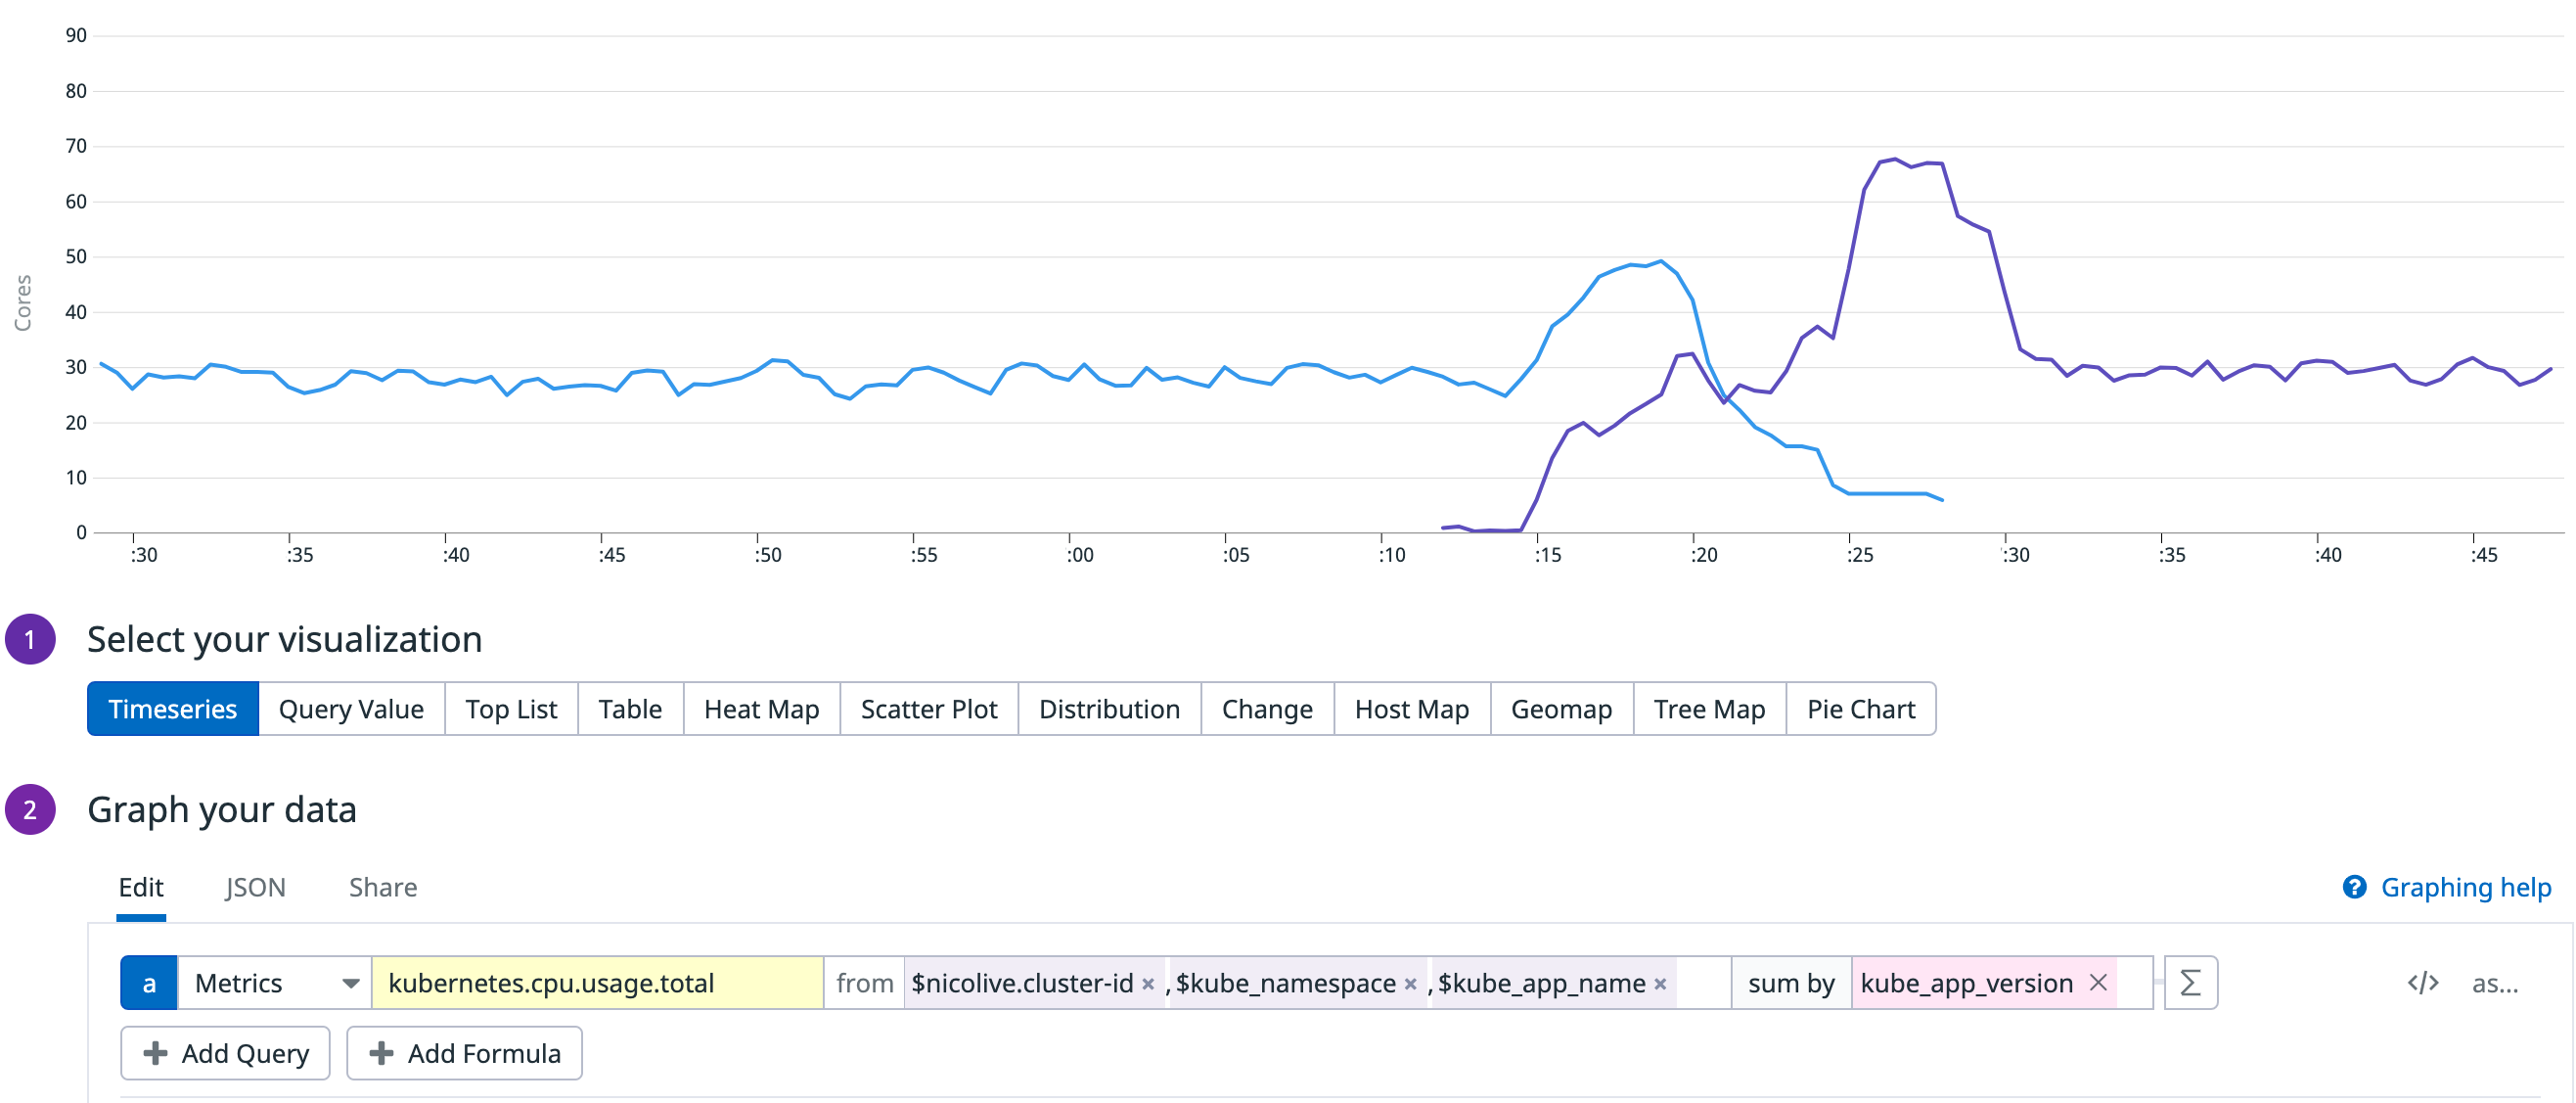 90
80
70
60
50
40
30
20
10
0
Cores
:30 :35 :40 :45 :50 :55 :00 :05 :10 :15 :20 :25 :30 :35 :40 :45
1 Select your visualization
Timeseries Query Value Top List Table Heat Map Scatter Plot Distribution Change Host Map Geomap Tree Map Pie Chart
2 Graph your data
Edit JSON Share ? Graphing help
a Metrics kubernetes.cpu.usage.total from $nicolive.cluster-id × , $kube_namespace × , $kube_app_name × sum by kube_app_version × Σ </> as...
+ Add Query + Add Formula